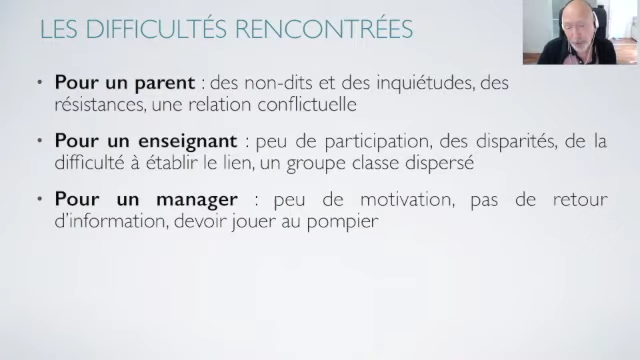 LES DIFFICULTÉS RENCONTRÉES
• Pour un parent : des non-dits et des inquiétudes, des
résistances, une relation conflictuelle
• Pour un enseignant : peu de participation, des disparités, de la
difficulté à établir le lien, un groupe classe dispersé
• Pour un manager : peu de motivation, pas de retour
d’information, devoir jouer au pompier